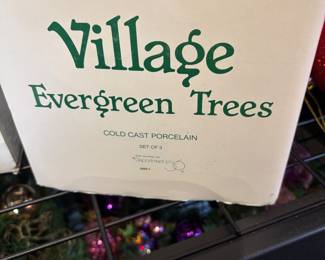 Village
Evergreen Trees
COLD CAST PORCELAIN
SET OF 3